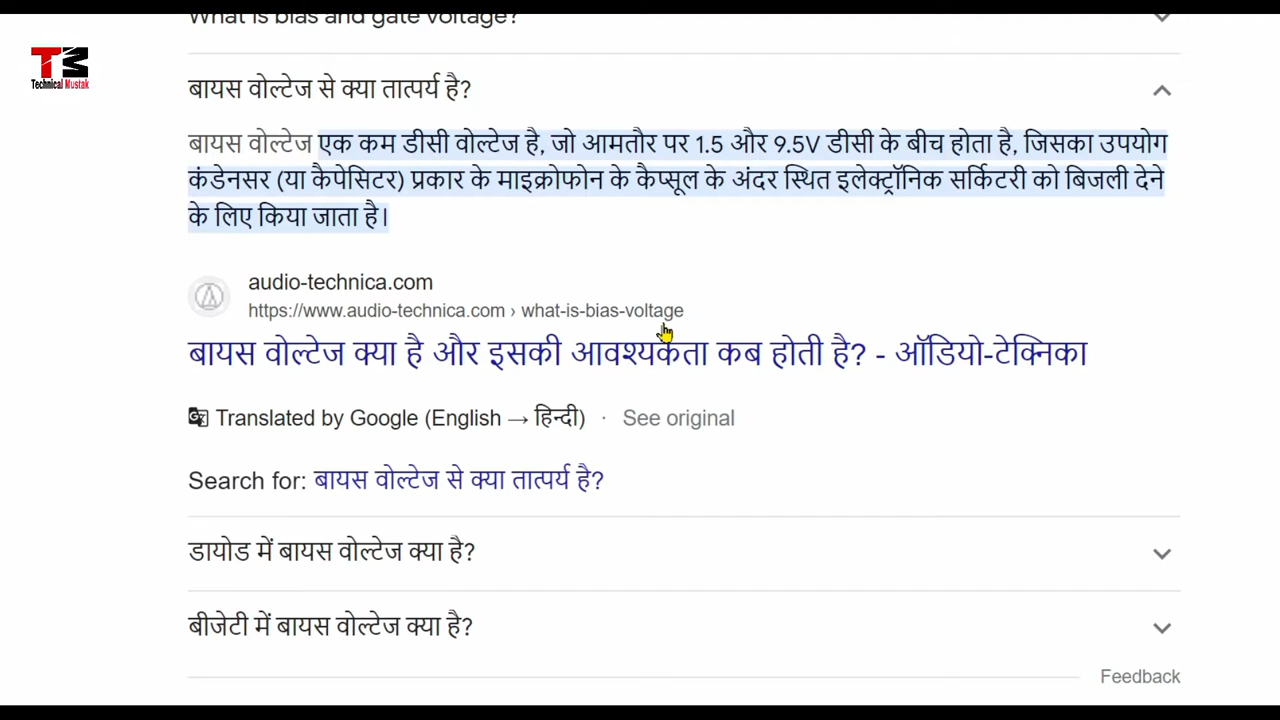 What is bias and gate voltage?
TM
Technical Mustak
बायस वोल्टेज से क्या तात्पर्य है?
बायस वोल्टेज एक कम डीसी वोल्टेज है, जो आमतौर पर 1.5 और 9.5V डीसी के बीच होता है, जिसका उपयोग
कंडेनसर (या कैपेसिटर) प्रकार के माइक्रोफोन के कैप्सूल के अंदर स्थित इलेक्ट्रॉनिक सर्किटरी को बिजली देने
के लिए किया जाता है।
audio-technica.com
https://www.audio-technica.com › what-is-bias-voltage
बायस वोल्टेज क्या है और इसकी आवश्यकता कब होती है? - ऑडियो-टेक्निका
Translated by Google (English → हिन्दी) · See original
Search for: बायस वोल्टेज से क्या तात्पर्य है?
डायोड में बायस वोल्टेज क्या है?
बीजेटी में बायस वोल्टेज क्या है?
Feedback